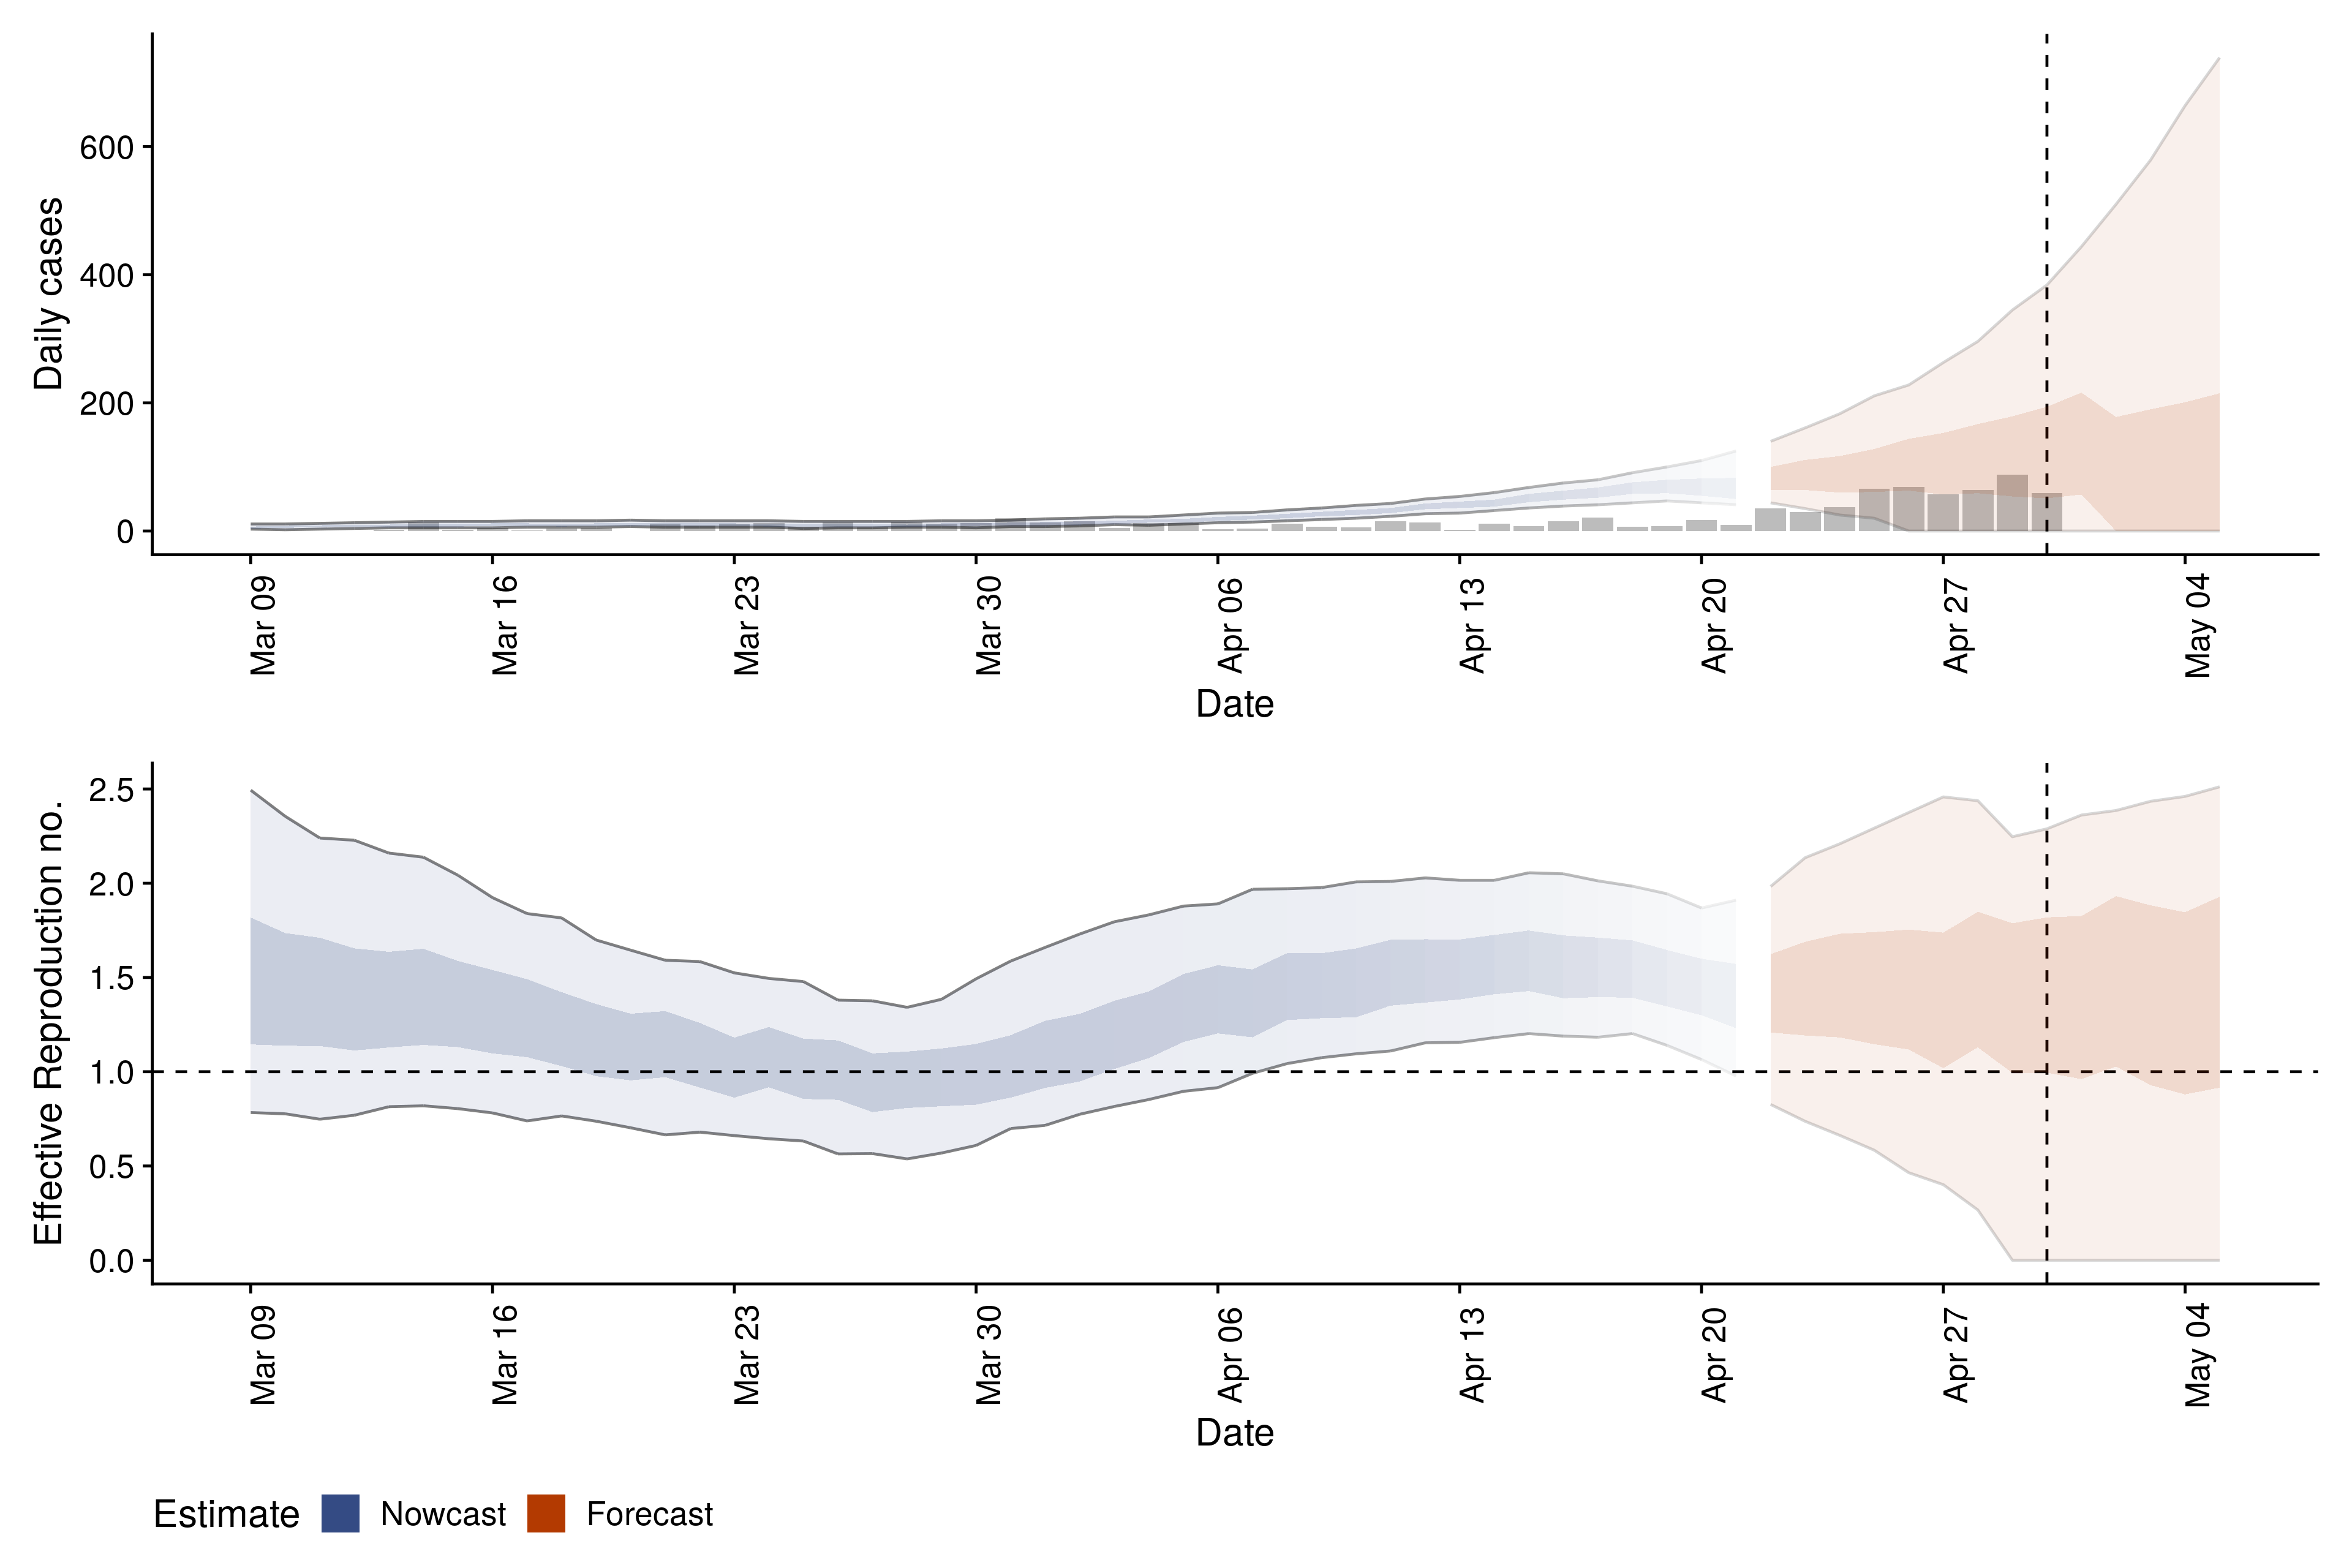 Daily cases
600
400
200
0
Mar 09
Mar 16
Mar 23
Mar 30
Apr 06
Apr 13
Apr 20
Apr 27
May 04
Date
Effective Reproduction no.
2.5
2.0
1.5
1.0
0.5
0.0
Mar 09
Mar 16
Mar 23
Mar 30
Apr 06
Apr 13
Apr 20
Apr 27
May 04
Date
Estimate Nowcast Forecast